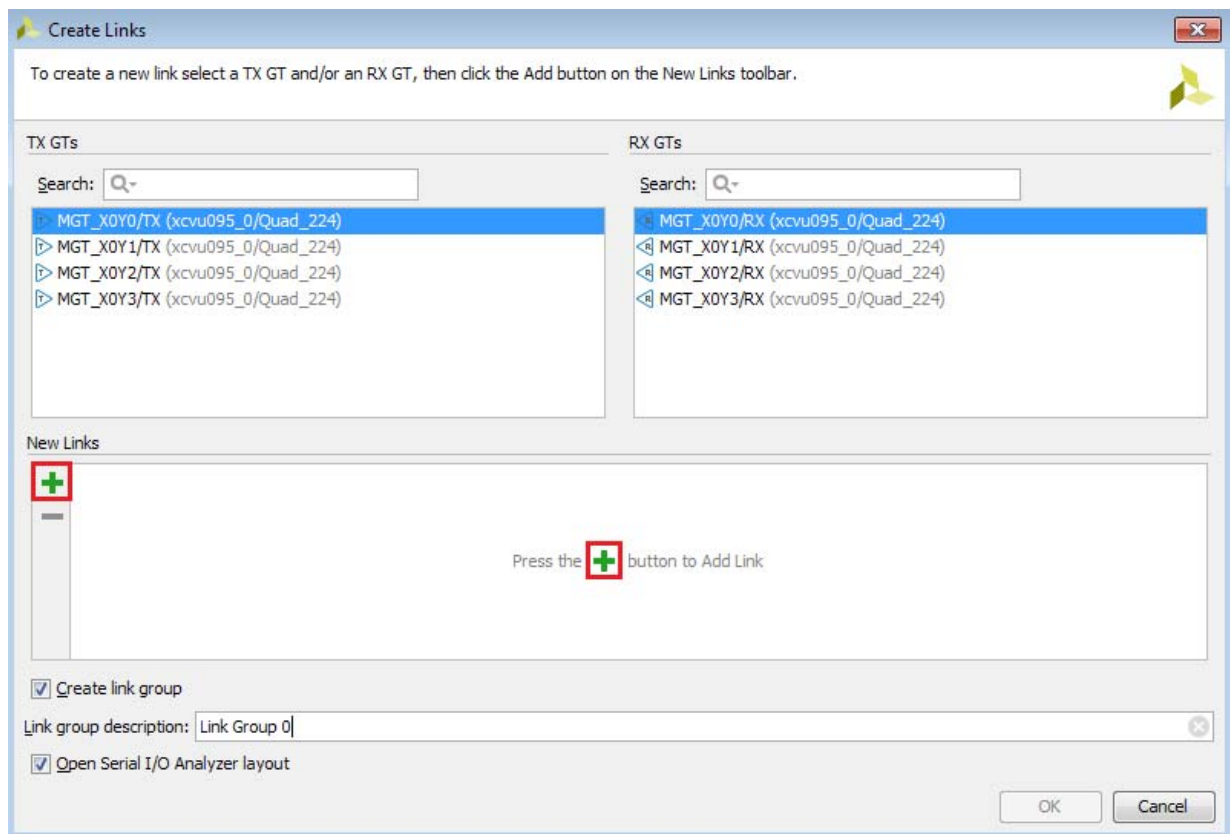 Create Links
To create a new link select a TX GT and/or an RX GT, then click the Add button on the New Links toolbar.
TX GTs
Search:
MGT_X0Y0/TX (xcvu095_0/Quad_224)
MGT_X0Y1/TX (xcvu095_0/Quad_224)
MGT_X0Y2/TX (xcvu095_0/Quad_224)
MGT_X0Y3/TX (xcvu095_0/Quad_224)
RX GTs
Search:
MGT_X0Y0/RX (xcvu095_0/Quad_224)
MGT_X0Y1/RX (xcvu095_0/Quad_224)
MGT_X0Y2/RX (xcvu095_0/Quad_224)
MGT_X0Y3/RX (xcvu095_0/Quad_224)
New Links
Press the + button to Add Link
Create link group
Link group description: Link Group 0
Open Serial I/O Analyzer layout
OK
Cancel